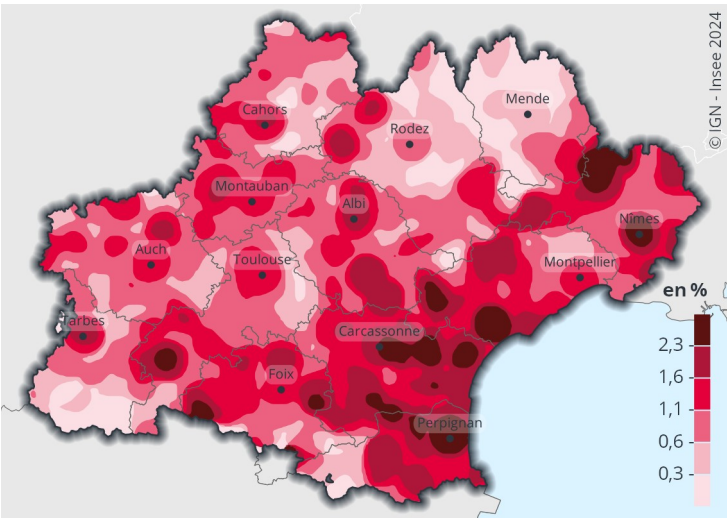 © IGN - Insee 2024
Cahors
Mende
Rodez
Montauban
Albi
Nîmes
Auch
Toulouse
Montpellier
en %
Tarbes
Carcassonne
2,3
1,6
Foix
1,1
Perpignan
0,6
0,3